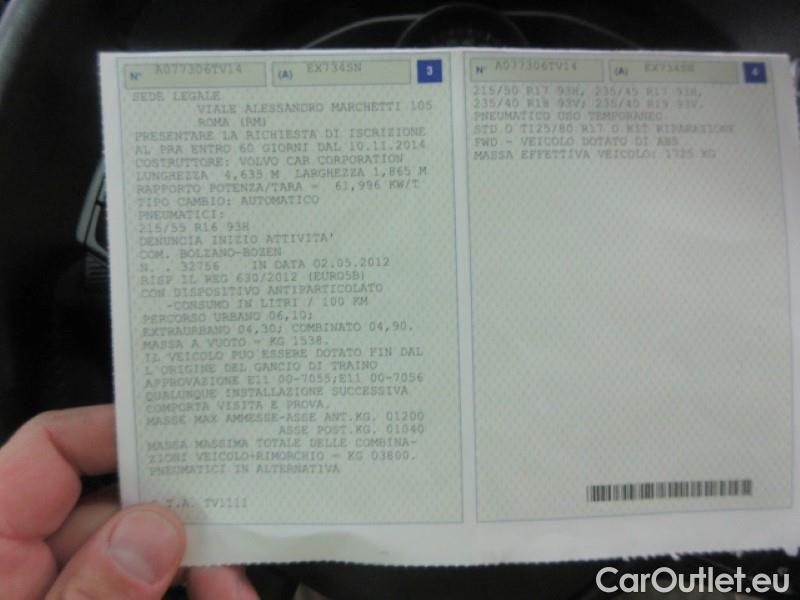 N° A077306TV14 (A) EX734SN 3
SEDE LEGALE
VIALE ALESSANDRO MARCHETTI 105
ROMA (RM)
PRESENTARE LA RICHIESTA DI ISCRIZIONE
AL PRA ENTRO 60 GIORNI DAL 10.11.2014
COSTRUTTORE: VOLVO CAR CORPORATION
LUNGHEZZA 4,635 M LARGHEZZA 1,865 M
RAPPORTO POTENZA/TARA = 61,996 KW/T
TIPO CAMBIO: AUTOMATICO
PNEUMATICI:
215/55 R16 93H
DENUNCIA INIZIO ATTIVITA'
COM. BOLZANO-BOZEN
N. . 32756 IN DATA 02.05.2012
RISP IL REG 630/2012 (EURO5B)
CON DISPOSITIVO ANTIPARTICOLATO
-CONSUMO IN LITRI / 100 KM
PERCORSO URBANO 06,10;
EXTRAURBANO 04,30; COMBINATO 04,90.
MASSA A VUOTO = KG 1538.
IL VEICOLO PUO'ESSERE DOTATO FIN DAL
L'ORIGINE DEL GANCIO DI TRAINO
APPROVAZIONE E11 00-7055;E11 00-7056
QUALUNQUE INSTALLAZIONE SUCCESSIVA
COMPORTA VISITA E PROVA.
MASSE MAX AMMESSE-ASSE ANT.KG. 01200
ASSE POST.KG. 01040
MASSA MASSIMA TOTALE DELLE COMBINA-
ZIONI VEICOLO+RIMORCHIO = KG 03800.
PNEUMATICI IN ALTERNATIVA
S.T.A. TV1111
N° A077306TV14 (A) EX734SN 4
215/50 R17 93H, 235/45 R17 93H,
235/40 R18 93V; 235/40 R19 93V.
PNEUMATICO USO TEMPORANEO
STD O T125/80 R17 O KIT RIPARAZIONE
FWD - VEICOLO DOTATO DI ABS
MASSA EFFETTIVA VEICOLO: 1725 KG
CarOutlet.eu